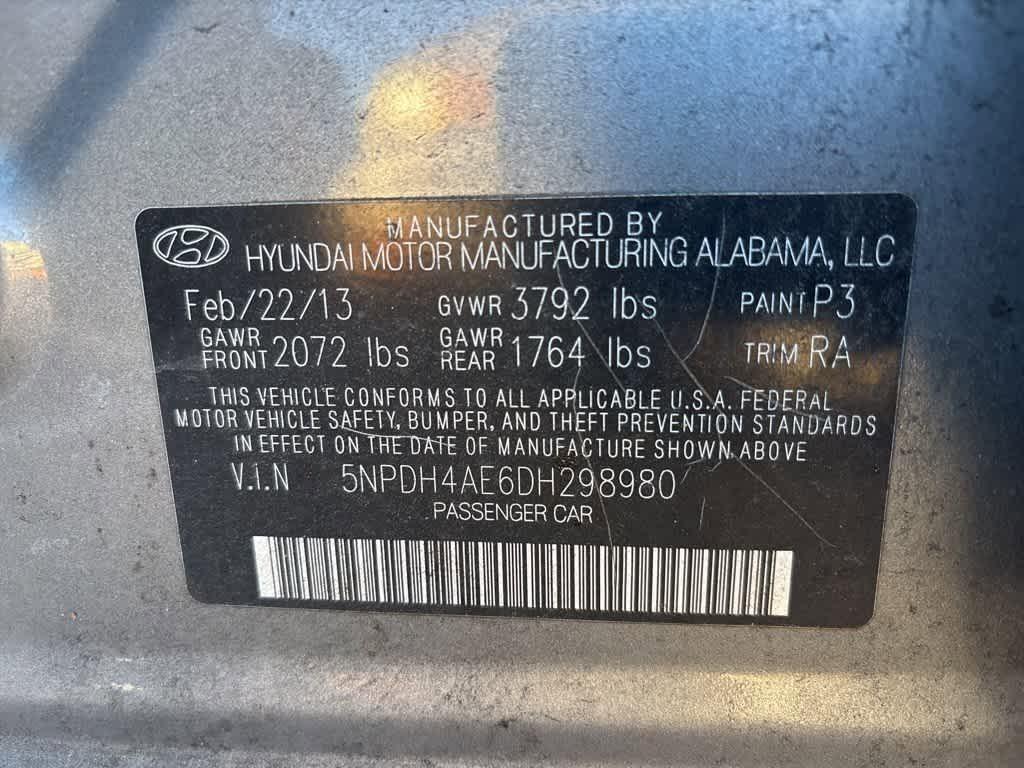 MANUFACTURED BY
HYUNDAI MOTOR MANUFACTURING ALABAMA, LLC
Feb/22/13 GVWR 3792 lbs PAINT P3
GAWR FRONT 2072 lbs GAWR REAR 1764 lbs TRIM RA
THIS VEHICLE CONFORMS TO ALL APPLICABLE U.S.A. FEDERAL
MOTOR VEHICLE SAFETY, BUMPER, AND THEFT PREVENTION STANDARDS
IN EFFECT ON THE DATE OF MANUFACTURE SHOWN ABOVE
V.i.N 5NPDH4AE6DH298980
PASSENGER CAR